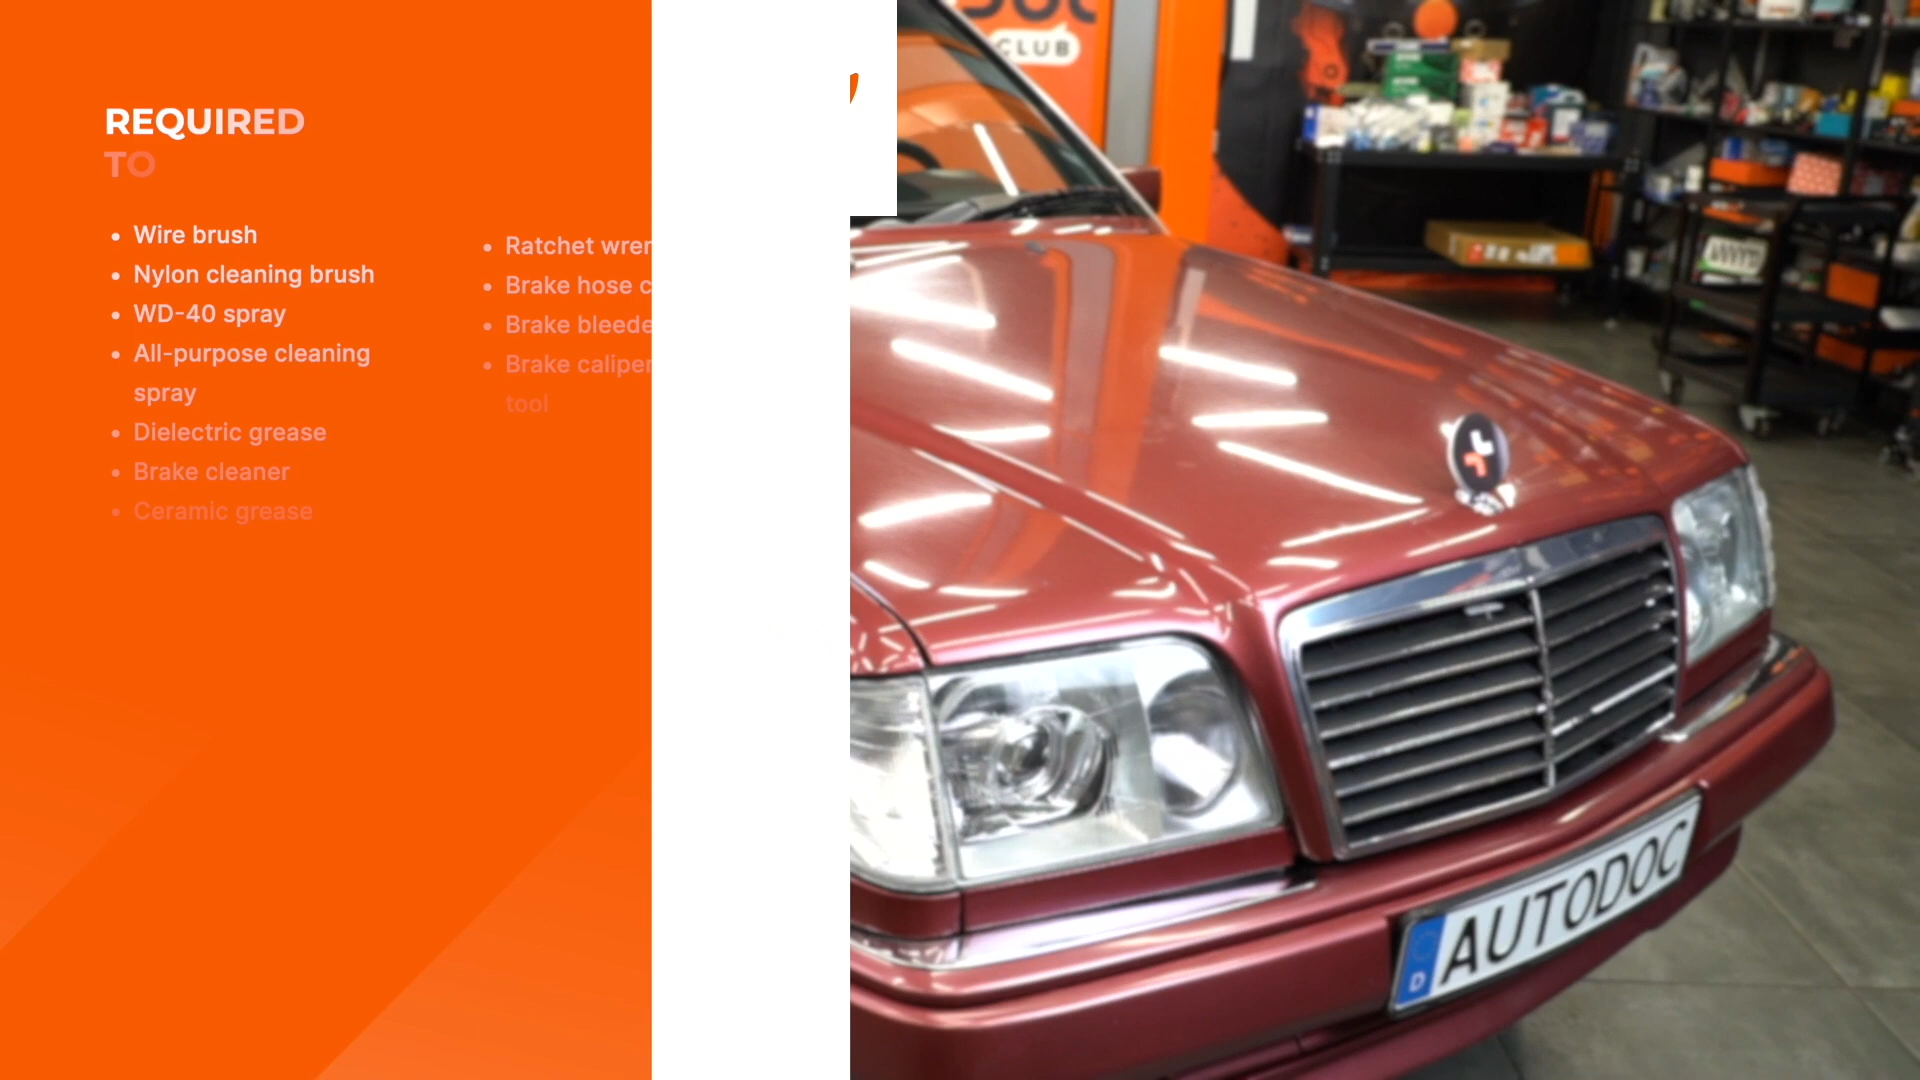 REQUIRED
TO
Wire brush
Nylon cleaning brush
WD-40 spray
All-purpose cleaning
spray
Dielectric grease
Brake cleaner
Ceramic grease
Ratchet wrer
Brake hose c
Brake bleede
Brake caliper
tool
CLUB
AUTODOC
D